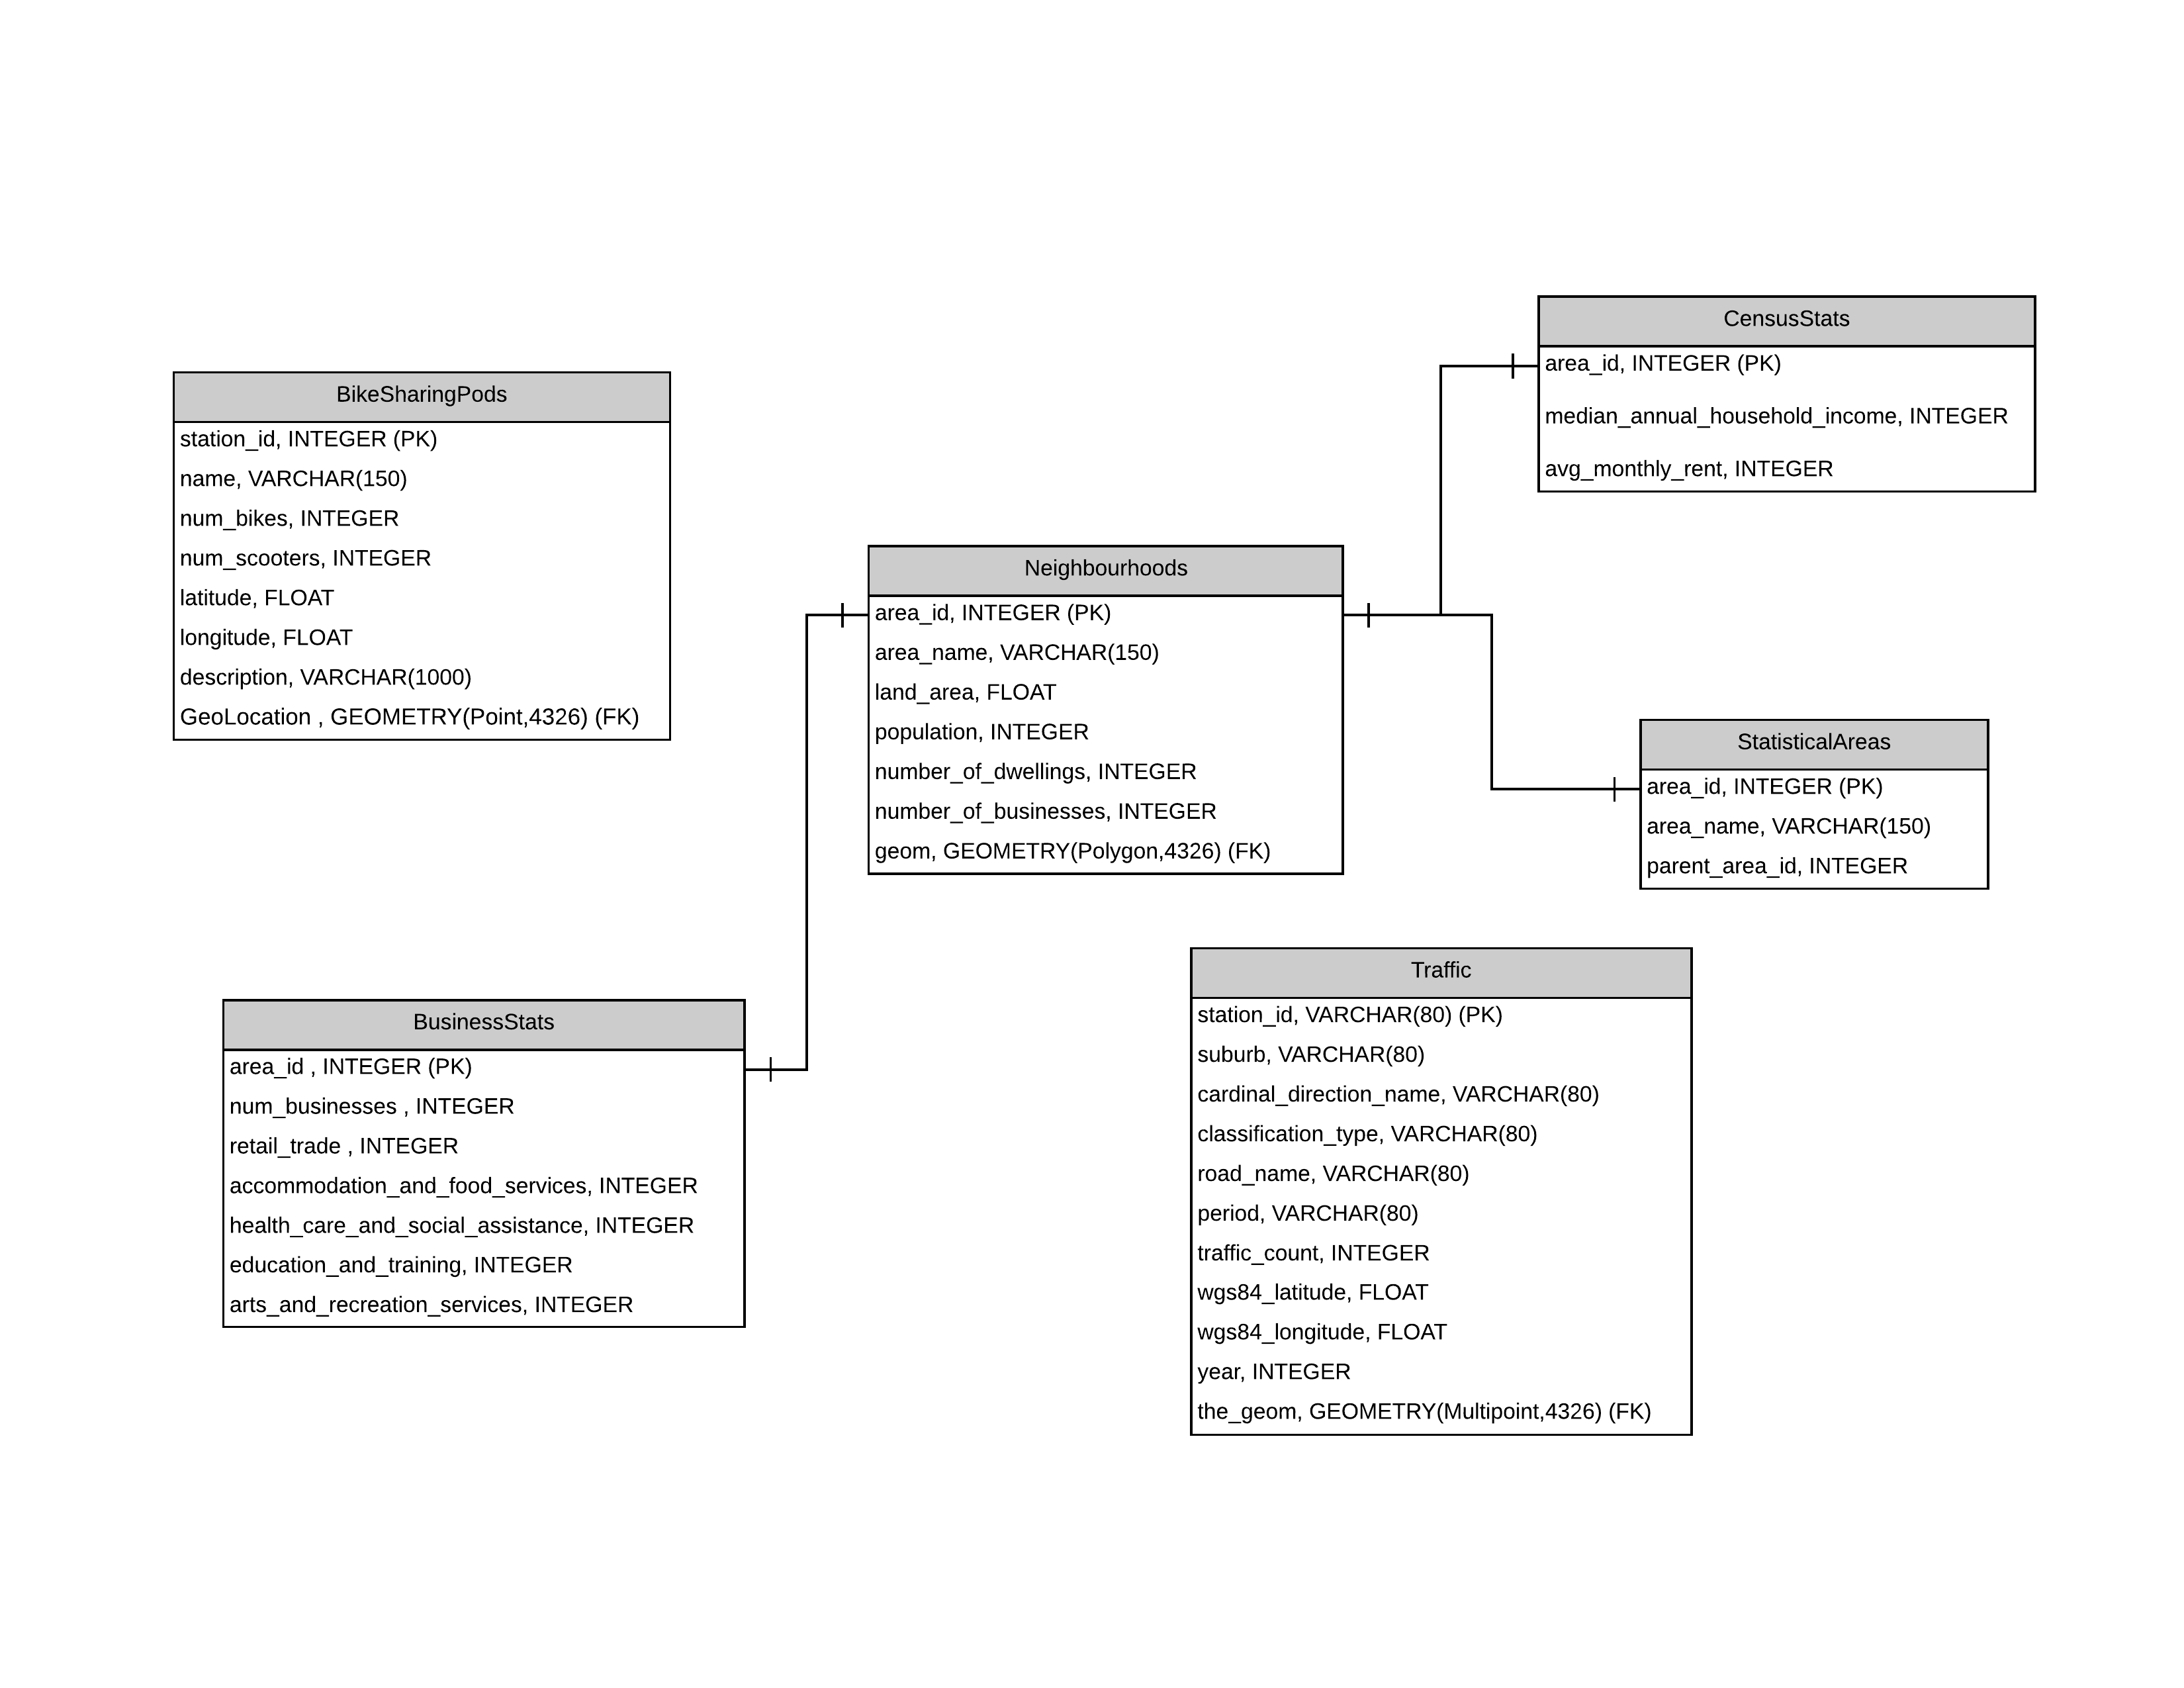 CensusStats
area_id, INTEGER (PK)
median_annual_household_income, INTEGER
avg_monthly_rent, INTEGER
BikeSharingPods
station_id, INTEGER (PK)
name, VARCHAR(150)
num_bikes, INTEGER
num_scooters, INTEGER
latitude, FLOAT
longitude, FLOAT
description, VARCHAR(1000)
GeoLocation , GEOMETRY(Point,4326) (FK)
Neighbourhoods
area_id, INTEGER (PK)
area_name, VARCHAR(150)
land_area, FLOAT
population, INTEGER
number_of_dwellings, INTEGER
number_of_businesses, INTEGER
geom, GEOMETRY(Polygon,4326) (FK)
StatisticalAreas
area_id, INTEGER (PK)
area_name, VARCHAR(150)
parent_area_id, INTEGER
BusinessStats
area_id , INTEGER (PK)
num_businesses , INTEGER
retail_trade , INTEGER
accommodation_and_food_services, INTEGER
health_care_and_social_assistance, INTEGER
education_and_training, INTEGER
arts_and_recreation_services, INTEGER
Traffic
station_id, VARCHAR(80) (PK)
suburb, VARCHAR(80)
cardinal_direction_name, VARCHAR(80)
classification_type, VARCHAR(80)
road_name, VARCHAR(80)
period, VARCHAR(80)
traffic_count, INTEGER
wgs84_latitude, FLOAT
wgs84_longitude, FLOAT
year, INTEGER
the_geom, GEOMETRY(Multipoint,4326) (FK)